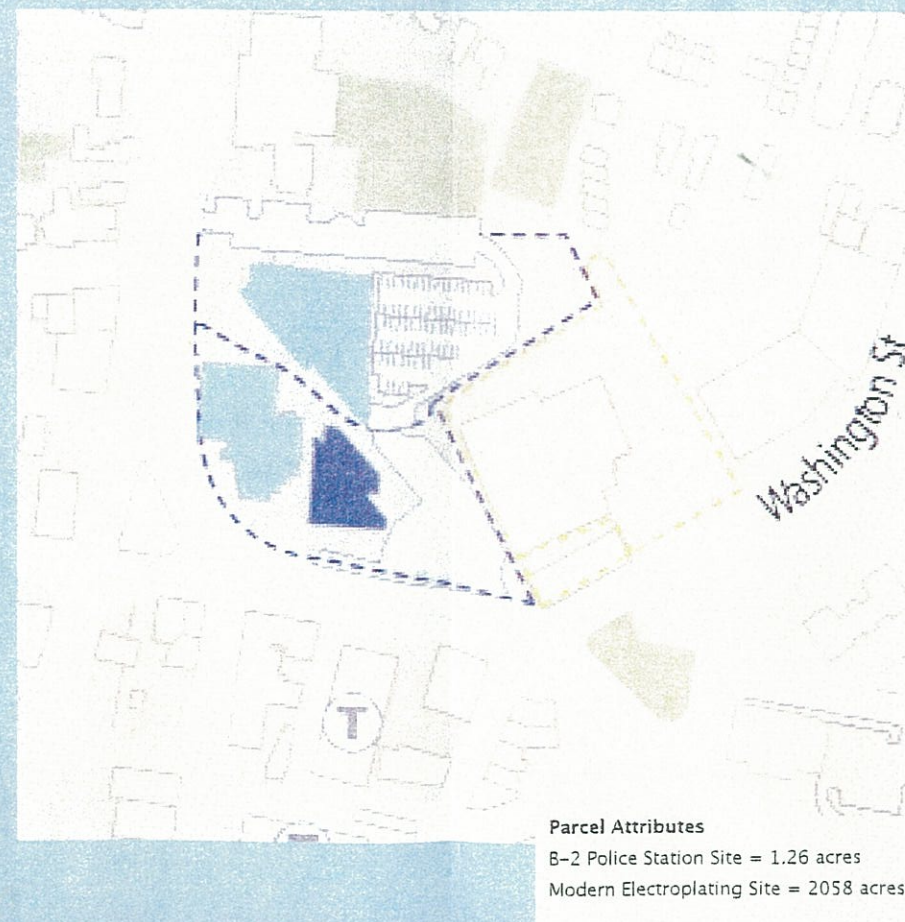 Washington St
T
Parcel Attributes
B-2 Police Station Site = 1.26 acres
Modern Electroplating Site = 2058 acres